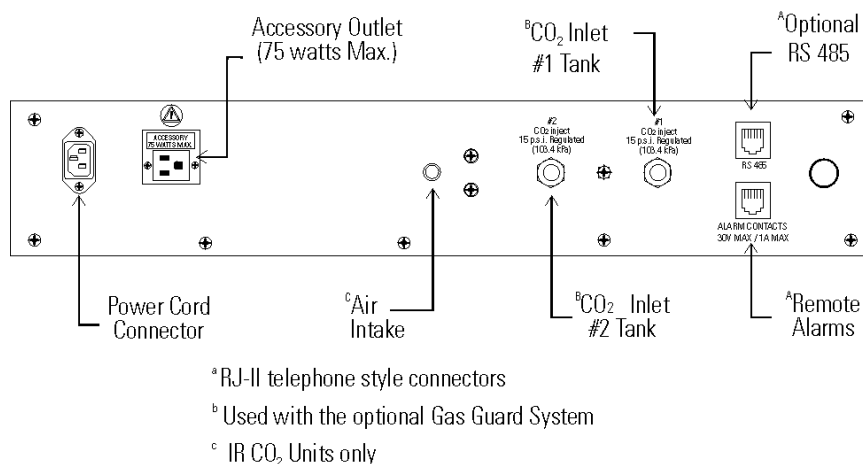 Accessory Outlet
(75 watts Max.)
ᴮCO₂ Inlet
#1 Tank
ᴬOptional
RS 485
ACCESSORY
75 WATTS MAX.
#2
CO₂ inject
15 p.s.i. Regulated
(103.4 kPa)
#1
CO₂ inject
15 p.s.i. Regulated
(103.4 kPa)
RS 485
ALARM CONTACTS
30V MAX / 1A MAX
Power Cord
Connector
ᶜAir
Intake
ᴮCO₂ Inlet
#2 Tank
ᴬRemote
Alarms
ᵃRJ-II telephone style connectors
ᵇ Used with the optional Gas Guard System
ᶜ IR CO₂ Units only